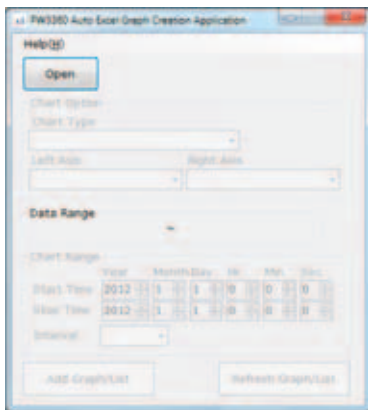 PW3360 Auto Excel Graph Creation Application
Help(H)
Open
Chart Option
Chart Type
Left Axis Right Axis
Data Range
~
Chart Range
Year Month Day Hr. Min. Sec.
Start Time 2012 1 1 0 0 0
Stop Time 2012 1 1 0 0 0
Interval
Add Graph/List Refresh Graph/List